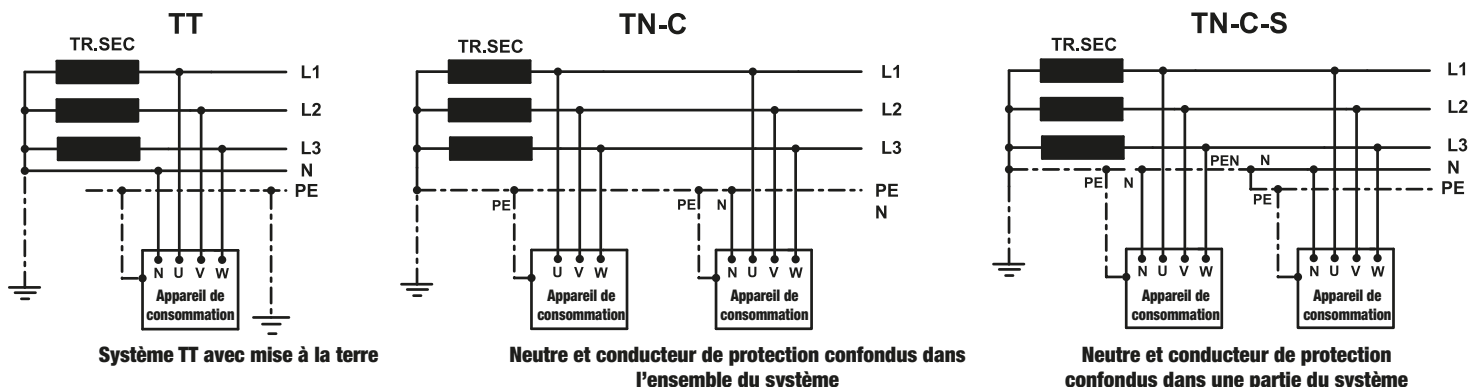 TT
TR.SEC
L1
L2
L3
N
PE
N U V W
Appareil de
consommation
Système TT avec mise à la terre
TN-C
TR.SEC
L1
L2
L3
PE
N
PE
PE N
U V W
Appareil de
consommation
N U V W
Appareil de
consommation
Neutre et conducteur de protection confondus dans
l'ensemble du système
TN-C-S
TR.SEC
L1
L2
L3
PEN N
N
PE
PE N
PE
N U V W
Appareil de
consommation
N U V W
Appareil de
consommation
Neutre et conducteur de protection
confondus dans une partie du système